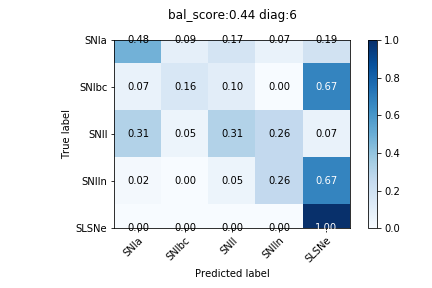 bal_score:0.44 diag:6
SNIa 0.48 0.09 0.17 0.07 0.19
SNIbc 0.07 0.16 0.10 0.00 0.67
SNII 0.31 0.05 0.31 0.26 0.07
SNIIn 0.02 0.00 0.05 0.26 0.67
SLSNe 0.00 0.00 0.00 0.00 1.00
SNIa SNIbc SNII SNIIn SLSNe
True label
Predicted label
1.0
0.8
0.6
0.4
0.2
0.0